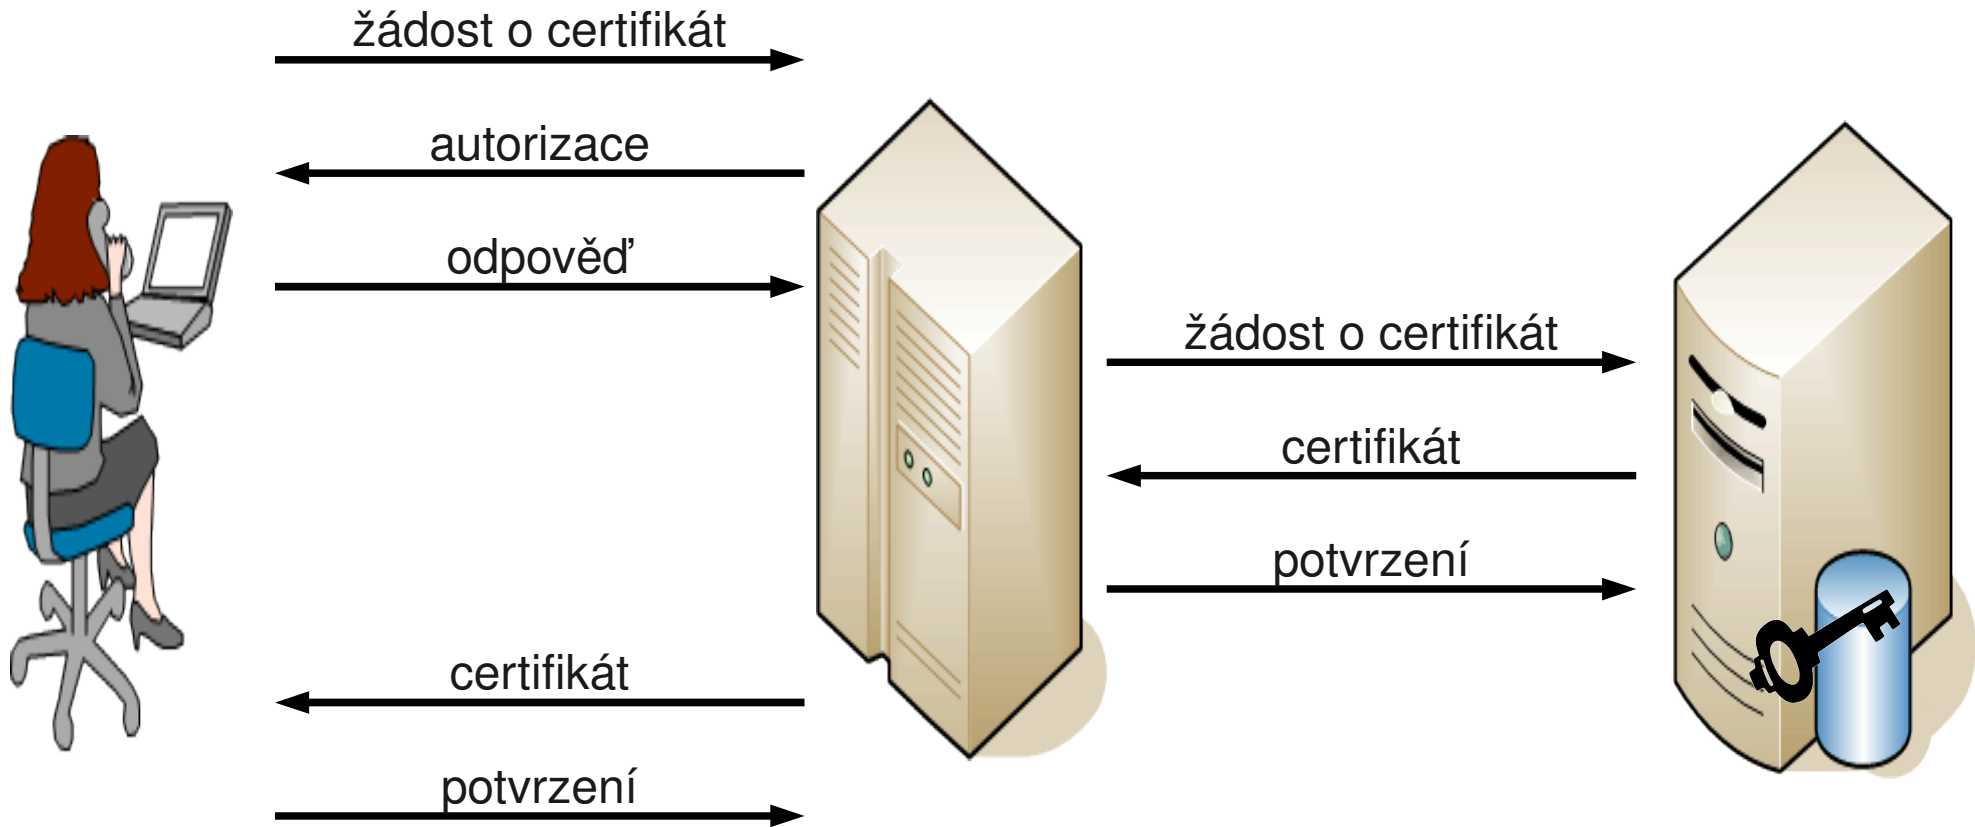 žádost o certifikát
autorizace
odpověď
žádost o certifikát
certifikát
potvrzení
certifikát
potvrzení